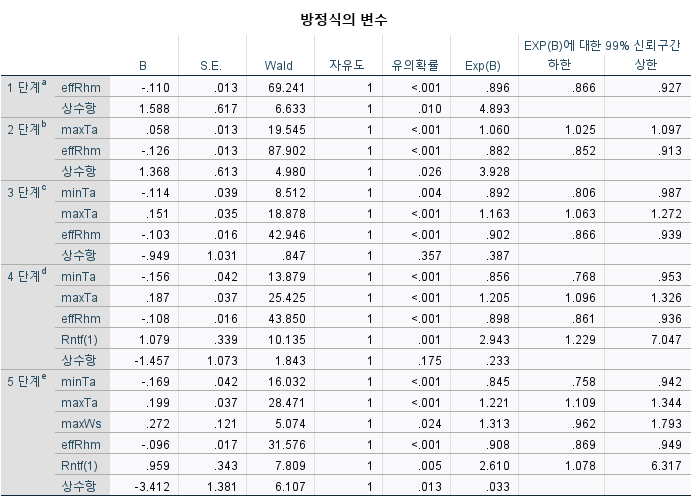 방정식의 변수
EXP(B)에 대한 99% 신뢰구간
B S.E. Wald 자유도 유의확률 Exp(B) 하한 상한
1 단계a effRhm -.110 .013 69.241 1 <.001 .896 .866 .927
상수항 1.588 .617 6.633 1 .010 4.893
2 단계b maxTa .058 .013 19.545 1 <.001 1.060 1.025 1.097
effRhm -.126 .013 87.902 1 <.001 .882 .852 .913
상수항 1.368 .613 4.980 1 .026 3.928
3 단계c minTa -.114 .039 8.512 1 .004 .892 .806 .987
maxTa .151 .035 18.878 1 <.001 1.163 1.063 1.272
effRhm -.103 .016 42.946 1 <.001 .902 .866 .939
상수항 -.949 1.031 .847 1 .357 .387
4 단계d minTa -.156 .042 13.879 1 <.001 .856 .768 .953
maxTa .187 .037 25.425 1 <.001 1.205 1.096 1.326
effRhm -.108 .016 43.850 1 <.001 .898 .861 .936
Rntf(1) 1.079 .339 10.135 1 .001 2.943 1.229 7.047
상수항 -1.457 1.073 1.843 1 .175 .233
5 단계e minTa -.169 .042 16.032 1 <.001 .845 .758 .942
maxTa .199 .037 28.471 1 <.001 1.221 1.109 1.344
maxWs .272 .121 5.074 1 .024 1.313 .962 1.793
effRhm -.096 .017 31.576 1 <.001 .908 .869 .949
Rntf(1) .959 .343 7.809 1 .005 2.610 1.078 6.317
상수항 -3.412 1.381 6.107 1 .013 .033